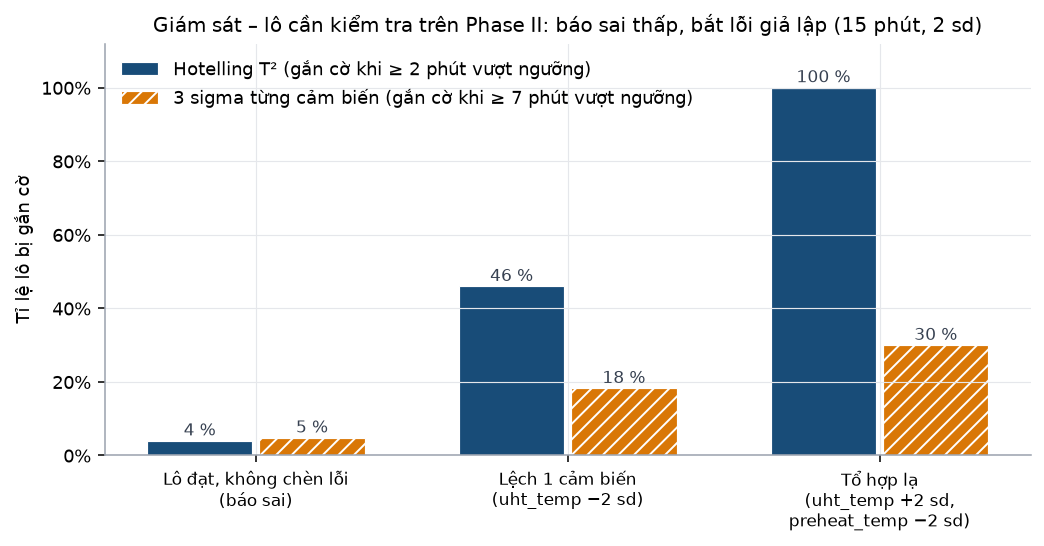 Giám sát – lô cần kiểm tra trên Phase II: báo sai thấp, bắt lỗi giả lập (15 phút, 2 sd)
Hotelling T² (gắn cờ khi ≥ 2 phút vượt ngưỡng)
3 sigma từng cảm biến (gắn cờ khi ≥ 7 phút vượt ngưỡng)
Tỉ lệ lô bị gắn cờ
100%
80%
60%
40%
20%
0%
4 %
5 %
46 %
18 %
100 %
30 %
Lô đạt, không chèn lỗi
(báo sai)
Lệch 1 cảm biến
(uht_temp −2 sd)
Tổ hợp lạ
(uht_temp +2 sd,
preheat_temp −2 sd)